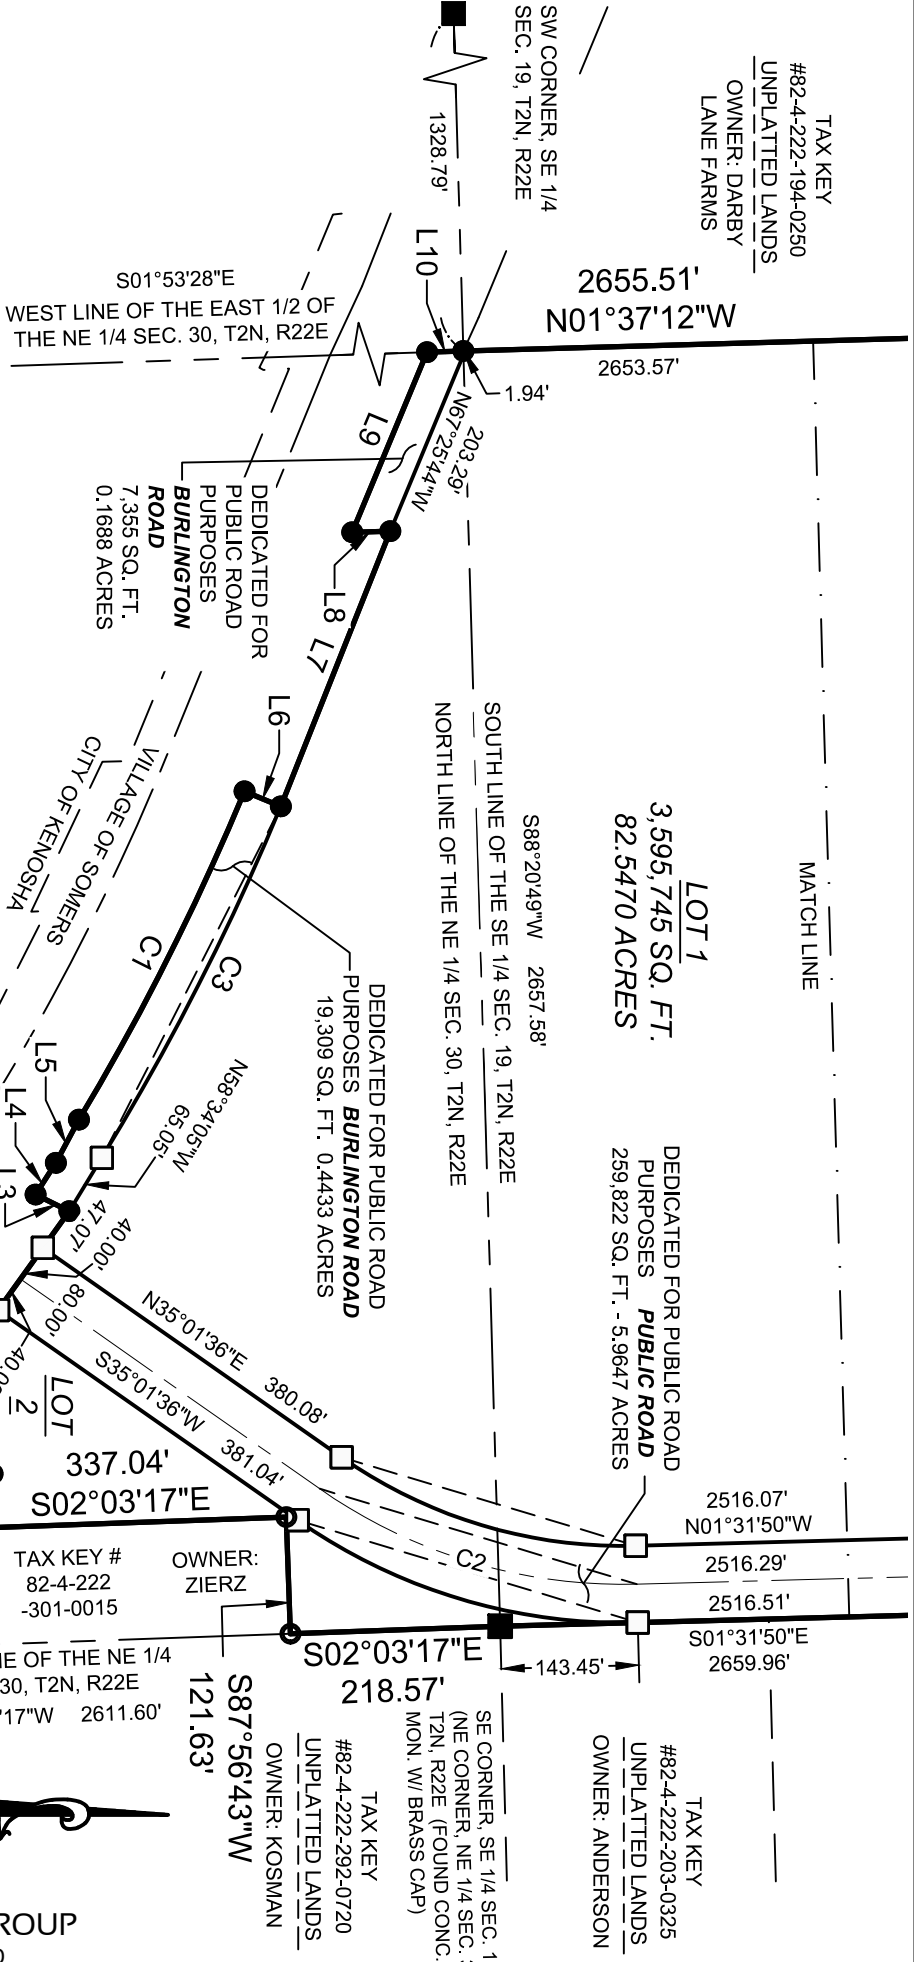 TAX KEY
#82-4-222-194-0250
UNPLATTED LANDS
OWNER: DARBY
LANE FARMS
SW CORNER, SE 1/4
SEC. 19, T2N, R22E
1328.79'
L10
2655.51'
N01°37'12"W
2653.57'
1.94'
S01°53'28"E
WEST LINE OF THE EAST 1/2 OF
THE NE 1/4 SEC. 30, T2N, R22E
203.29'
N67°25'44"W
L9
L8
L7
L6
DEDICATED FOR
PUBLIC ROAD
PURPOSES
BURLINGTON
ROAD
7,355 SQ. FT.
0.1688 ACRES
VILLAGE OF SOMERS
CITY OF KENOSHA
SOUTH LINE OF THE SE 1/4 SEC. 19, T2N, R22E
NORTH LINE OF THE NE 1/4 SEC. 30, T2N, R22E
S88°20'49"W 2657.58'
LOT 1
3,595,745 SQ. FT.
82.5470 ACRES
MATCH LINE
C1
C3
DEDICATED FOR PUBLIC ROAD
PURPOSES BURLINGTON ROAD
19,309 SQ. FT. 0.4433 ACRES
L5
L4
L3
N58°34'05"W
65.05'
47.07'
40.00'
80.00'
DEDICATED FOR PUBLIC ROAD
PURPOSES PUBLIC ROAD
259,822 SQ. FT. - 5.9647 ACRES
N35°01'36"E 380.08'
S35°01'36"W 381.04'
LOT
2
337.04'
S02°03'17"E
C2
2516.07'
N01°31'50"W
2516.29'
2516.51'
S01°31'50"E
2659.96'
TAX KEY #
82-4-222
-301-0015
OWNER:
ZIERZ
NE OF THE NE 1/4
30, T2N, R22E
'17"W 2611.60'
S02°03'17"E
218.57'
143.45'
S87°56'43"W
121.63'
SE CORNER, SE 1/4 SEC. 1
(NE CORNER, NE 1/4 SEC.
T2N, R22E (FOUND CONC.
MON. W/ BRASS CAP)
TAX KEY
#82-4-222-292-0720
UNPLATTED LANDS
OWNER: KOSMAN
TAX KEY
#82-4-222-203-0325
UNPLATTED LANDS
OWNER: ANDERSON
ROUP